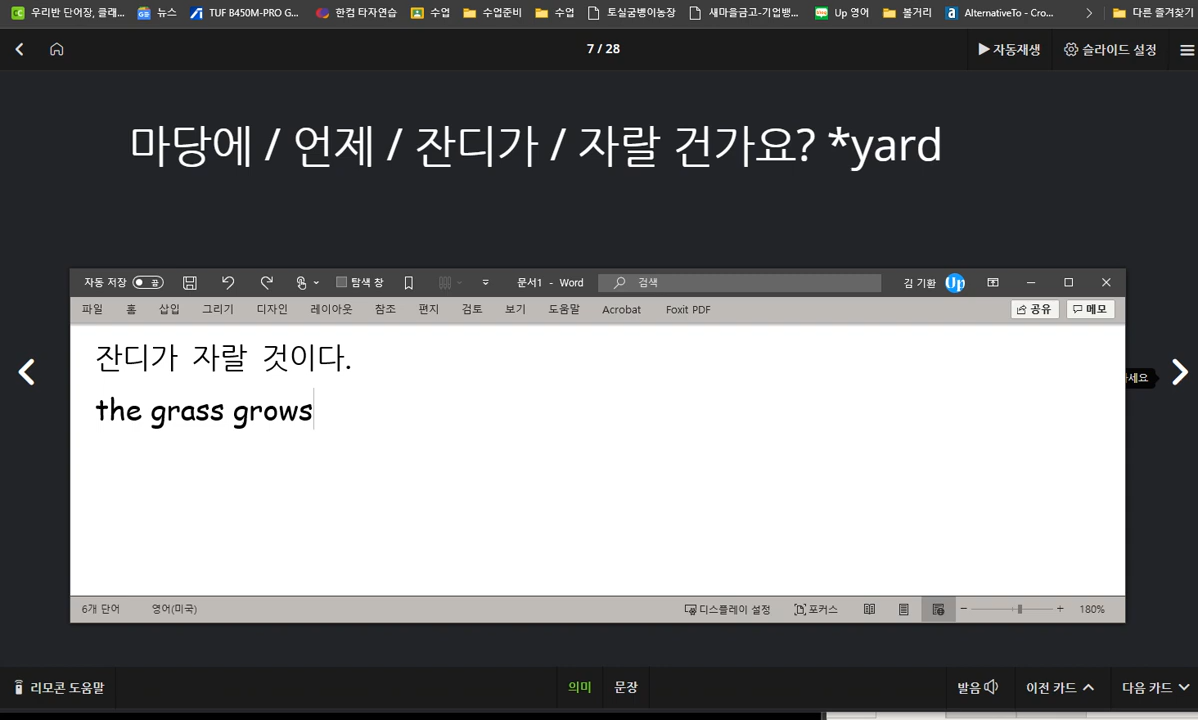 우리반 단어장, 클래... 뉴스 TUF B450M-PRO G... 한컴 타자연습 수업 수업준비 수업 토실굼벵이농장 새마을금고-기업뱅... Up 영어 볼거리 AlternativeTo - Cro... 다른 즐겨찾기
7 / 28 자동재생 슬라이드 설정
마당에 / 언제 / 잔디가 / 자랄 건가요? *yard
자동 저장 끔 탐색 창 문서1 - Word 검색 김 기환 Up
파일 홈 삽입 그리기 디자인 레이아웃 참조 편지 검토 보기 도움말 Acrobat Foxit PDF 공유 메모
잔디가 자랄 것이다.
the grass grows
세요
6개 단어 영어(미국) 디스플레이 설정 포커스 180%
리모콘 도움말 의미 문장 발음 이전 카드 다음 카드